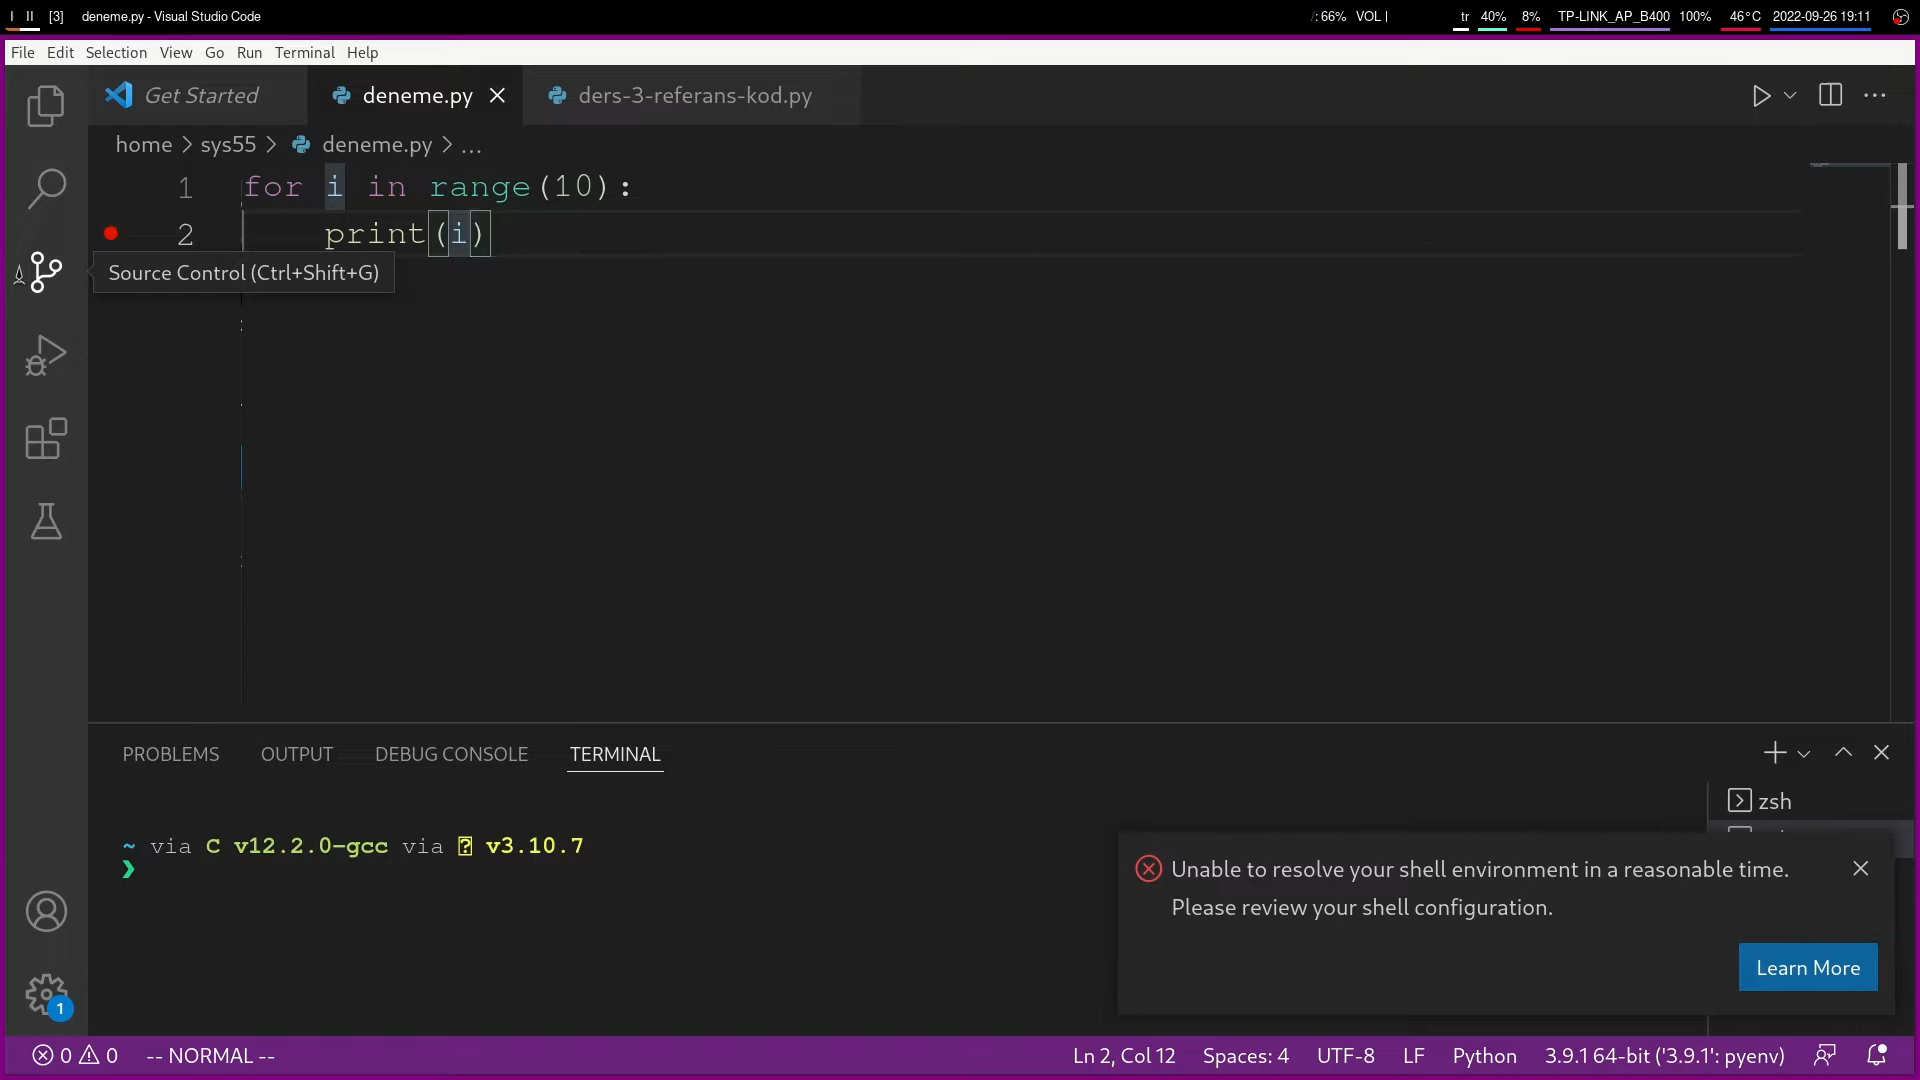 I II [3] deneme.py - Visual Studio Code /: 66% VOL | tr 40% 8% TP-LINK_AP_B400 100% 46°C 2022-09-26 19:11
File Edit Selection View Go Run Terminal Help
Get Started deneme.py ders-3-referans-kod.py
home > sys55 > deneme.py > ...
1 for i in range(10):
2 print(i)
Source Control (Ctrl+Shift+G)
PROBLEMS OUTPUT DEBUG CONSOLE TERMINAL
zsh
~ via C v12.2.0-gcc via v3.10.7
❯
Unable to resolve your shell environment in a reasonable time.
Please review your shell configuration.
Learn More
1
0 0 -- NORMAL -- Ln 2, Col 12 Spaces: 4 UTF-8 LF Python 3.9.1 64-bit ('3.9.1': pyenv)